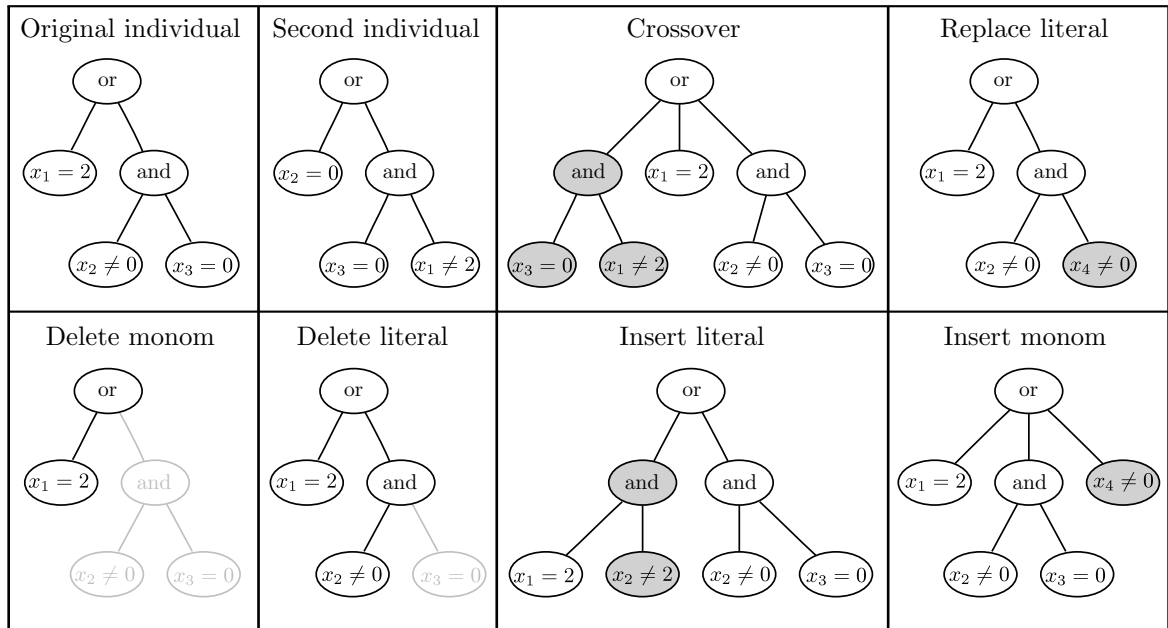 Original individual
or
x₁ = 2
and
x₂ ≠ 0
x₃ = 0
Second individual
or
x₂ = 0
and
x₃ = 0
x₁ ≠ 2
Crossover
or
and
x₁ = 2
and
x₃ = 0
x₁ ≠ 2
x₂ ≠ 0
x₃ = 0
Replace literal
or
x₁ = 2
and
x₂ ≠ 0
x₄ ≠ 0
Delete monom
or
x₁ = 2
and
x₂ ≠ 0
x₃ = 0
Delete literal
or
x₁ = 2
and
x₂ ≠ 0
x₃ = 0
Insert literal
or
and
and
x₁ = 2
x₂ ≠ 2
x₂ ≠ 0
x₃ = 0
Insert monom
or
x₁ = 2
and
x₄ ≠ 0
x₂ ≠ 0
x₃ = 0